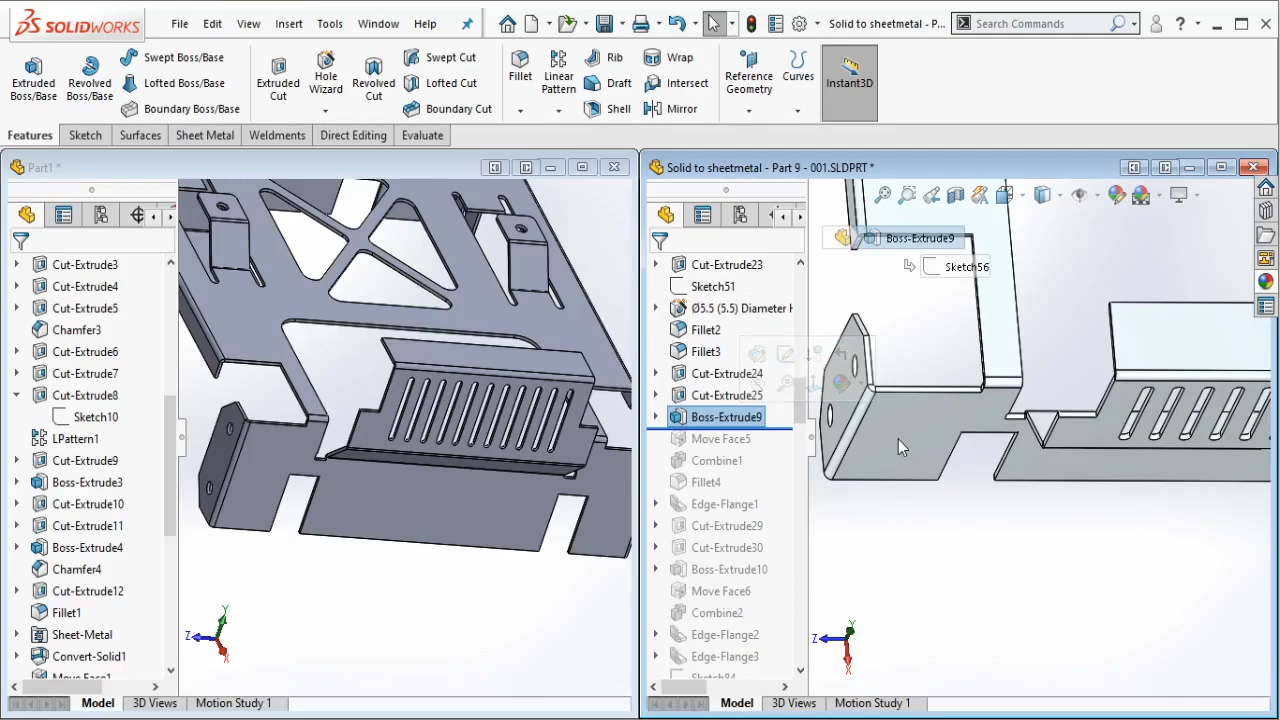 SOLIDWORKS
File Edit View Insert Tools Window Help
Solid to sheetmetal - P...
Search Commands
Extruded Boss/Base
Revolved Boss/Base
Swept Boss/Base
Lofted Boss/Base
Boundary Boss/Base
Extruded Cut
Hole Wizard
Revolved Cut
Swept Cut
Lofted Cut
Boundary Cut
Fillet
Linear Pattern
Rib
Draft
Shell
Wrap
Intersect
Mirror
Reference Geometry
Curves
Instant3D
Features Sketch Surfaces Sheet Metal Weldments Direct Editing Evaluate
Part1 *
Cut-Extrude3
Cut-Extrude4
Cut-Extrude5
Chamfer3
Cut-Extrude6
Cut-Extrude7
Cut-Extrude8
Sketch10
LPattern1
Cut-Extrude9
Boss-Extrude3
Cut-Extrude10
Cut-Extrude11
Boss-Extrude4
Chamfer4
Cut-Extrude12
Fillet1
Sheet-Metal
Convert-Solid1
Move Face1
Y
Z
X
Model 3D Views Motion Study 1
Solid to sheetmetal - Part 9 - 001.SLDPRT *
Cut-Extrude23
Sketch51
Ø5.5 (5.5) Diameter H
Fillet2
Fillet3
Cut-Extrude24
Cut-Extrude25
Boss-Extrude9
Move Face5
Combine1
Fillet4
Edge-Flange1
Cut-Extrude29
Cut-Extrude30
Boss-Extrude10
Move Face6
Combine2
Edge-Flange2
Edge-Flange3
Sketch84
Boss-Extrude9
Sketch56
Y
Z
X
Model 3D Views Motion Study 1